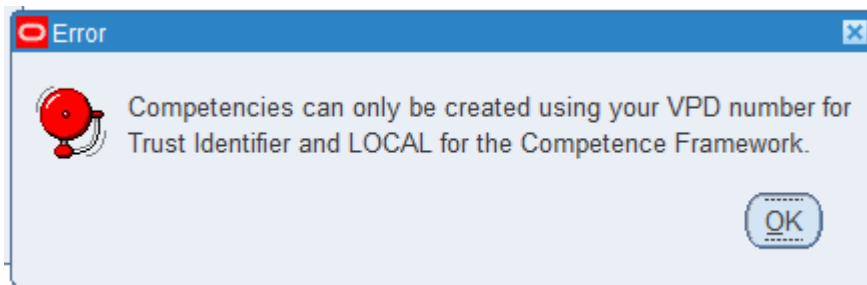 Error
Competencies can only be created using your VPD number for
Trust Identifier and LOCAL for the Competence Framework.
OK